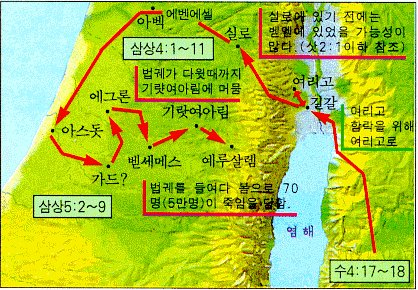 아벡
에벤에셀
실로
실로에 있기 전에는
벧엘에 있었을 가능성이
많다.(삿2:1이하 참조)
삼상4:1~11
법궤가 다윗때까지
기럇여아림에 머뭄
여리고
길갈
에그론
기럇여아림
여리고
함락을 위해
여리고로
아스돗
벧세메스
예루살렘
가드?
삼상5:2~9
법궤를 들여다 봄으로 70
명(5만명)이 죽임을 당함.
염해
수4:17~18